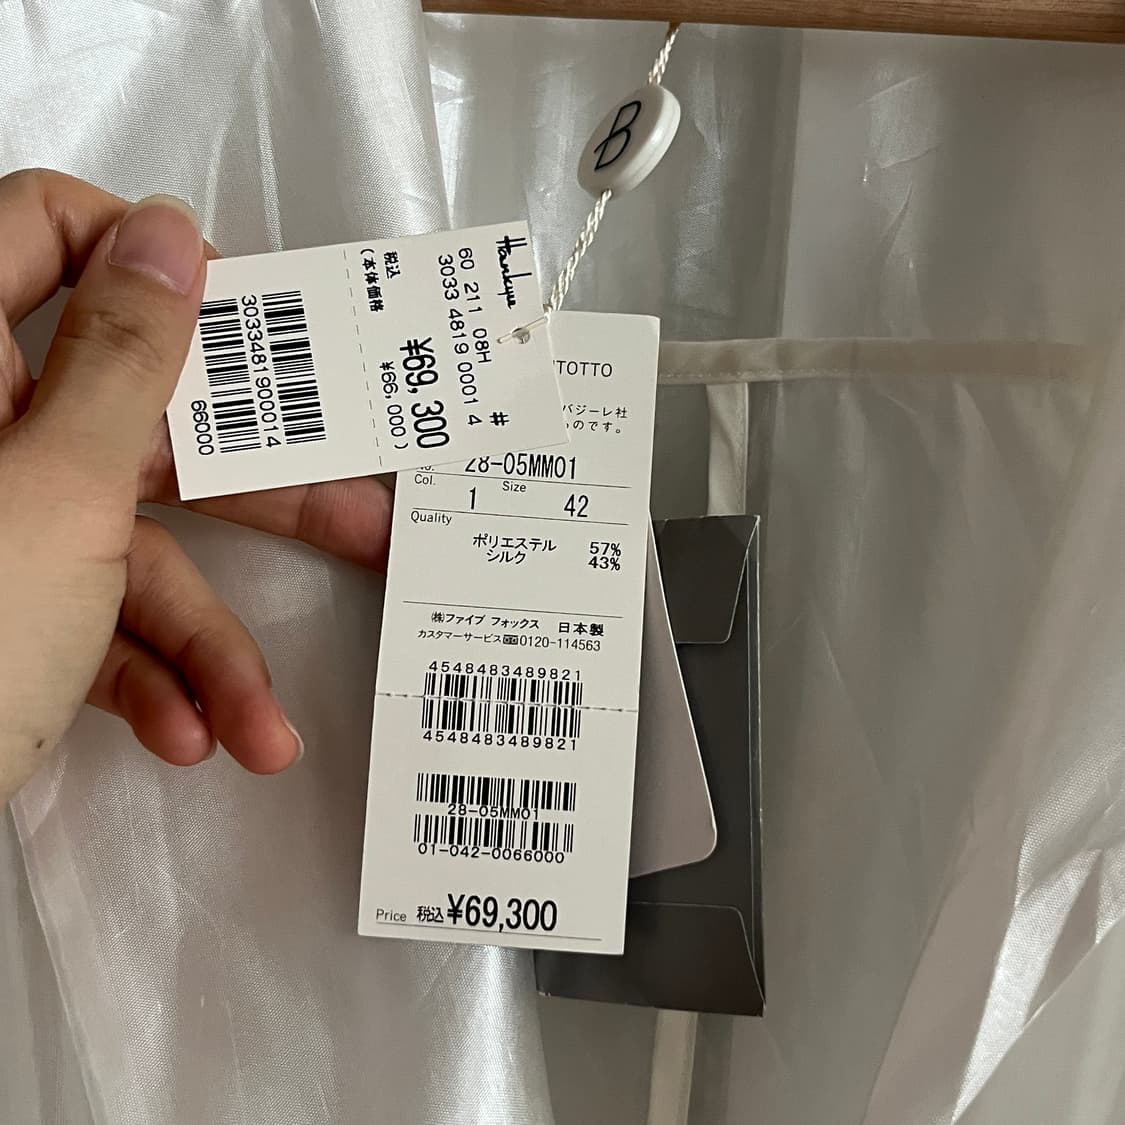 B
Hankyu
60 211 08H
3033 4819 0001 4
#
税込 ¥69,300
(本体価格 ¥66,000)
3033481900014
66000
TOTTO
バジーレ社
のです。
28-05MM01
Col. 1 Size 42
Quality
ポリエステル 57%
シルク 43%
㈱ファイブ フォックス 日本製
カスタマーサービス 0120-114563
4548483489821
4548483489821
28-05MM01
01-042-0066000
Price 税込 ¥69,300